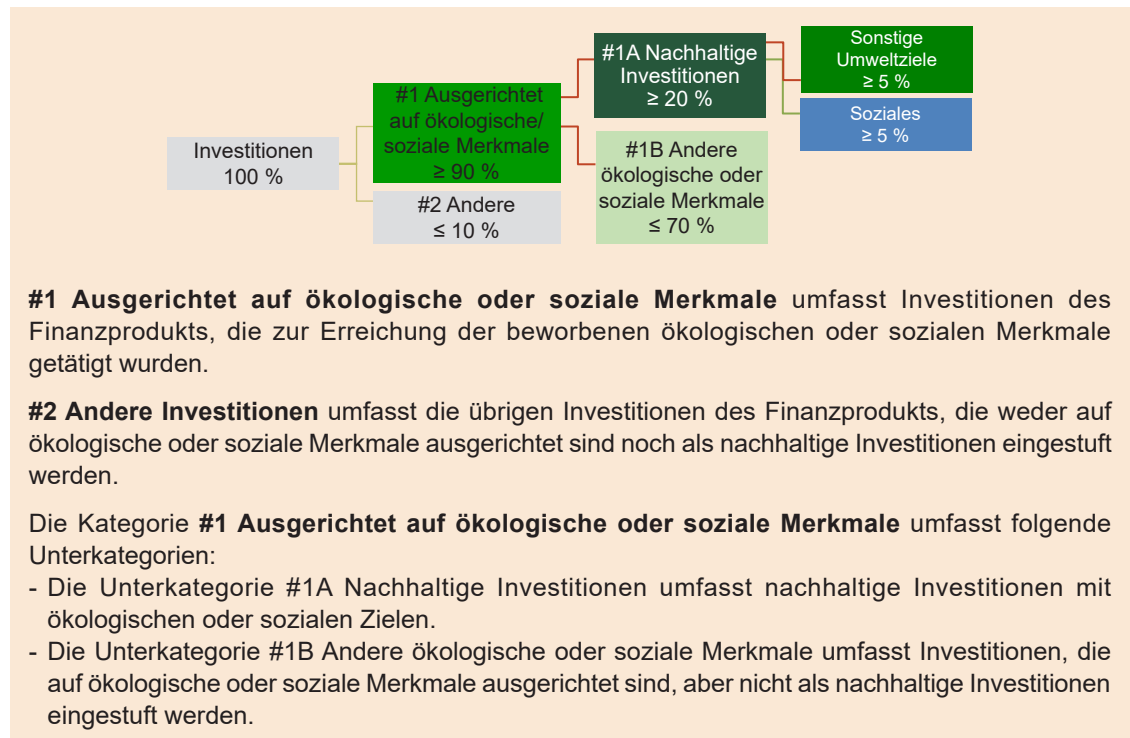 Investitionen
100 %
#1 Ausgerichtet
auf ökologische/
soziale Merkmale
≥ 90 %
#2 Andere
≤ 10 %
#1A Nachhaltige
Investitionen
≥ 20 %
#1B Andere
ökologische oder
soziale Merkmale
≤ 70 %
Sonstige
Umweltziele
≥ 5 %
Soziales
≥ 5 %
#1 Ausgerichtet auf ökologische oder soziale Merkmale umfasst Investitionen des
Finanzprodukts, die zur Erreichung der beworbenen ökologischen oder sozialen Merkmale
getätigt wurden.
#2 Andere Investitionen umfasst die übrigen Investitionen des Finanzprodukts, die weder auf
ökologische oder soziale Merkmale ausgerichtet sind noch als nachhaltige Investitionen eingestuft
werden.
Die Kategorie #1 Ausgerichtet auf ökologische oder soziale Merkmale umfasst folgende
Unterkategorien:
- Die Unterkategorie #1A Nachhaltige Investitionen umfasst nachhaltige Investitionen mit
ökologischen oder sozialen Zielen.
- Die Unterkategorie #1B Andere ökologische oder soziale Merkmale umfasst Investitionen, die
auf ökologische oder soziale Merkmale ausgerichtet sind, aber nicht als nachhaltige Investitionen
eingestuft werden.